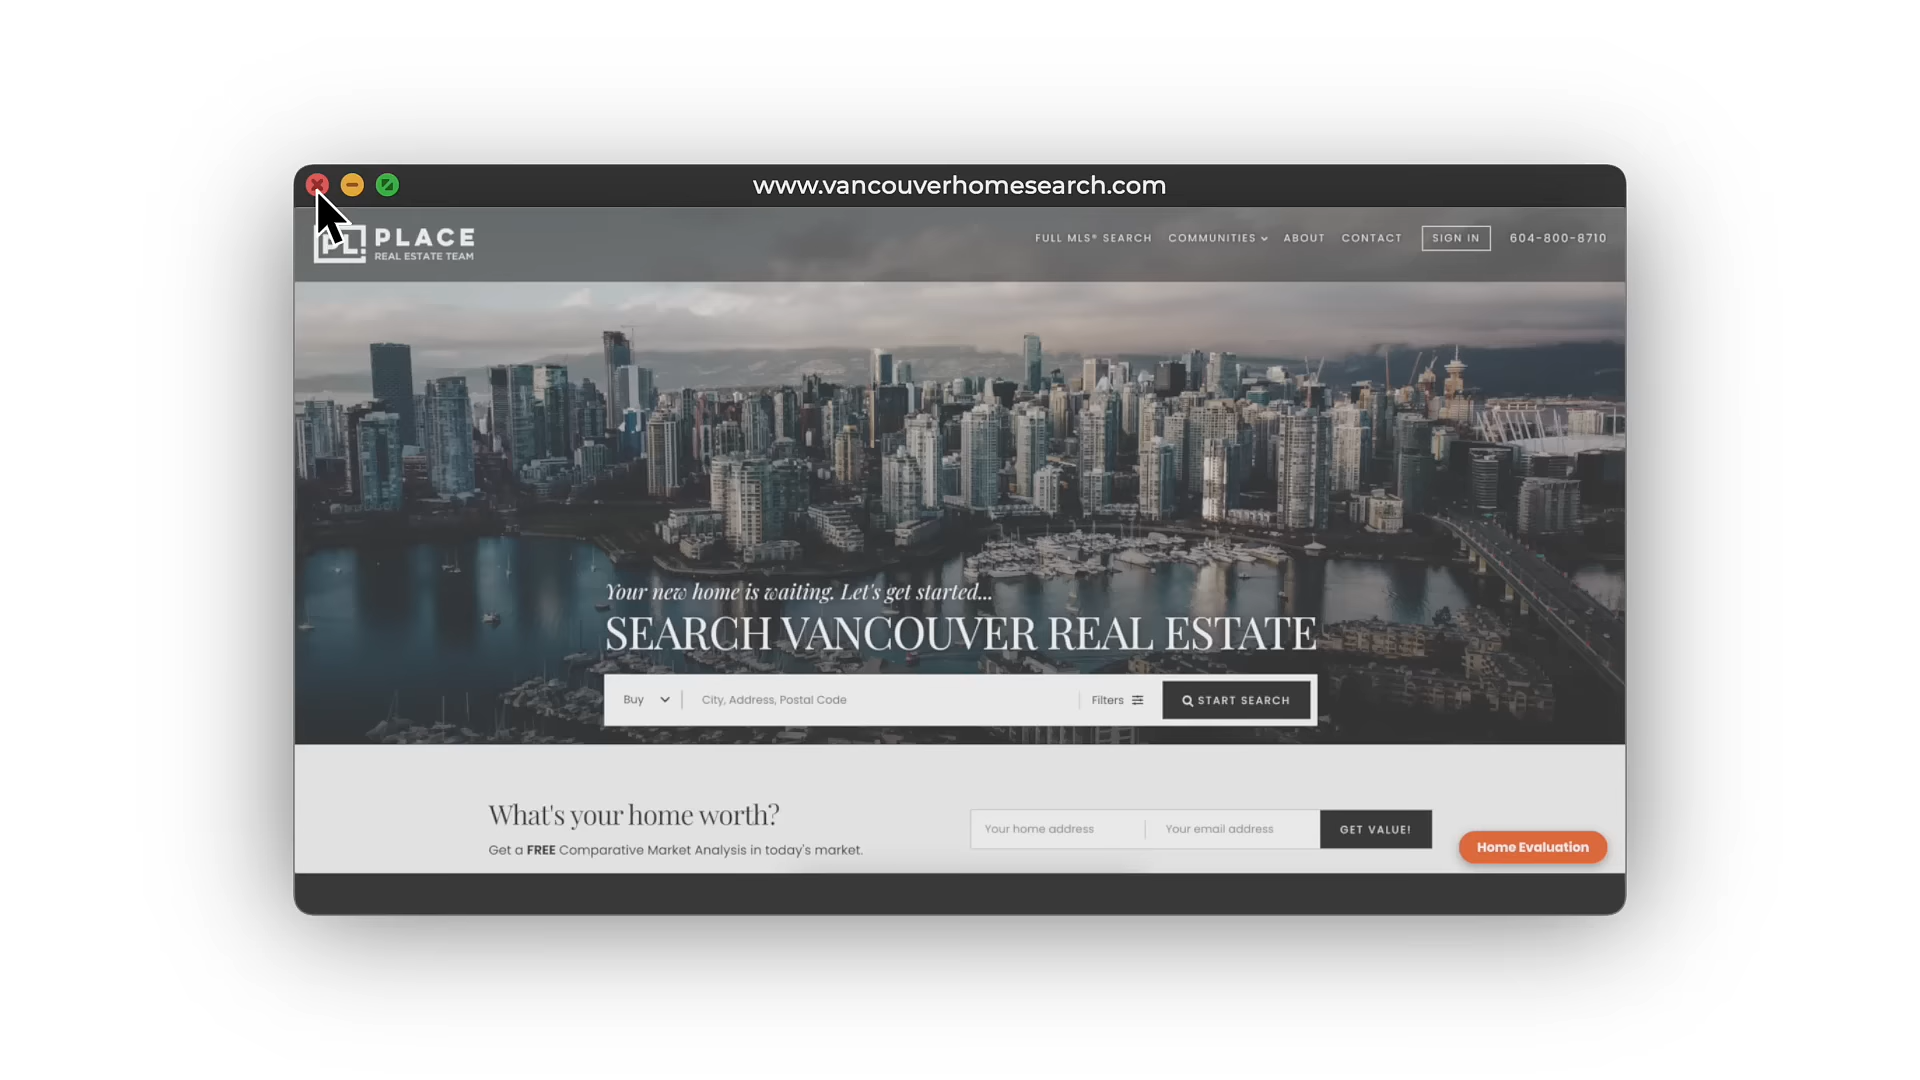 www.vancouverhomesearch.com
PL! PLACE
REAL ESTATE TEAM
FULL MLS® SEARCH COMMUNITIES ABOUT CONTACT SIGN IN 604-800-8710
Your new home is waiting. Let's get started...
SEARCH VANCOUVER REAL ESTATE
Buy City, Address, Postal Code Filters START SEARCH
What's your home worth?
Get a FREE Comparative Market Analysis in today's market.
Your home address Your email address GET VALUE!
Home Evaluation